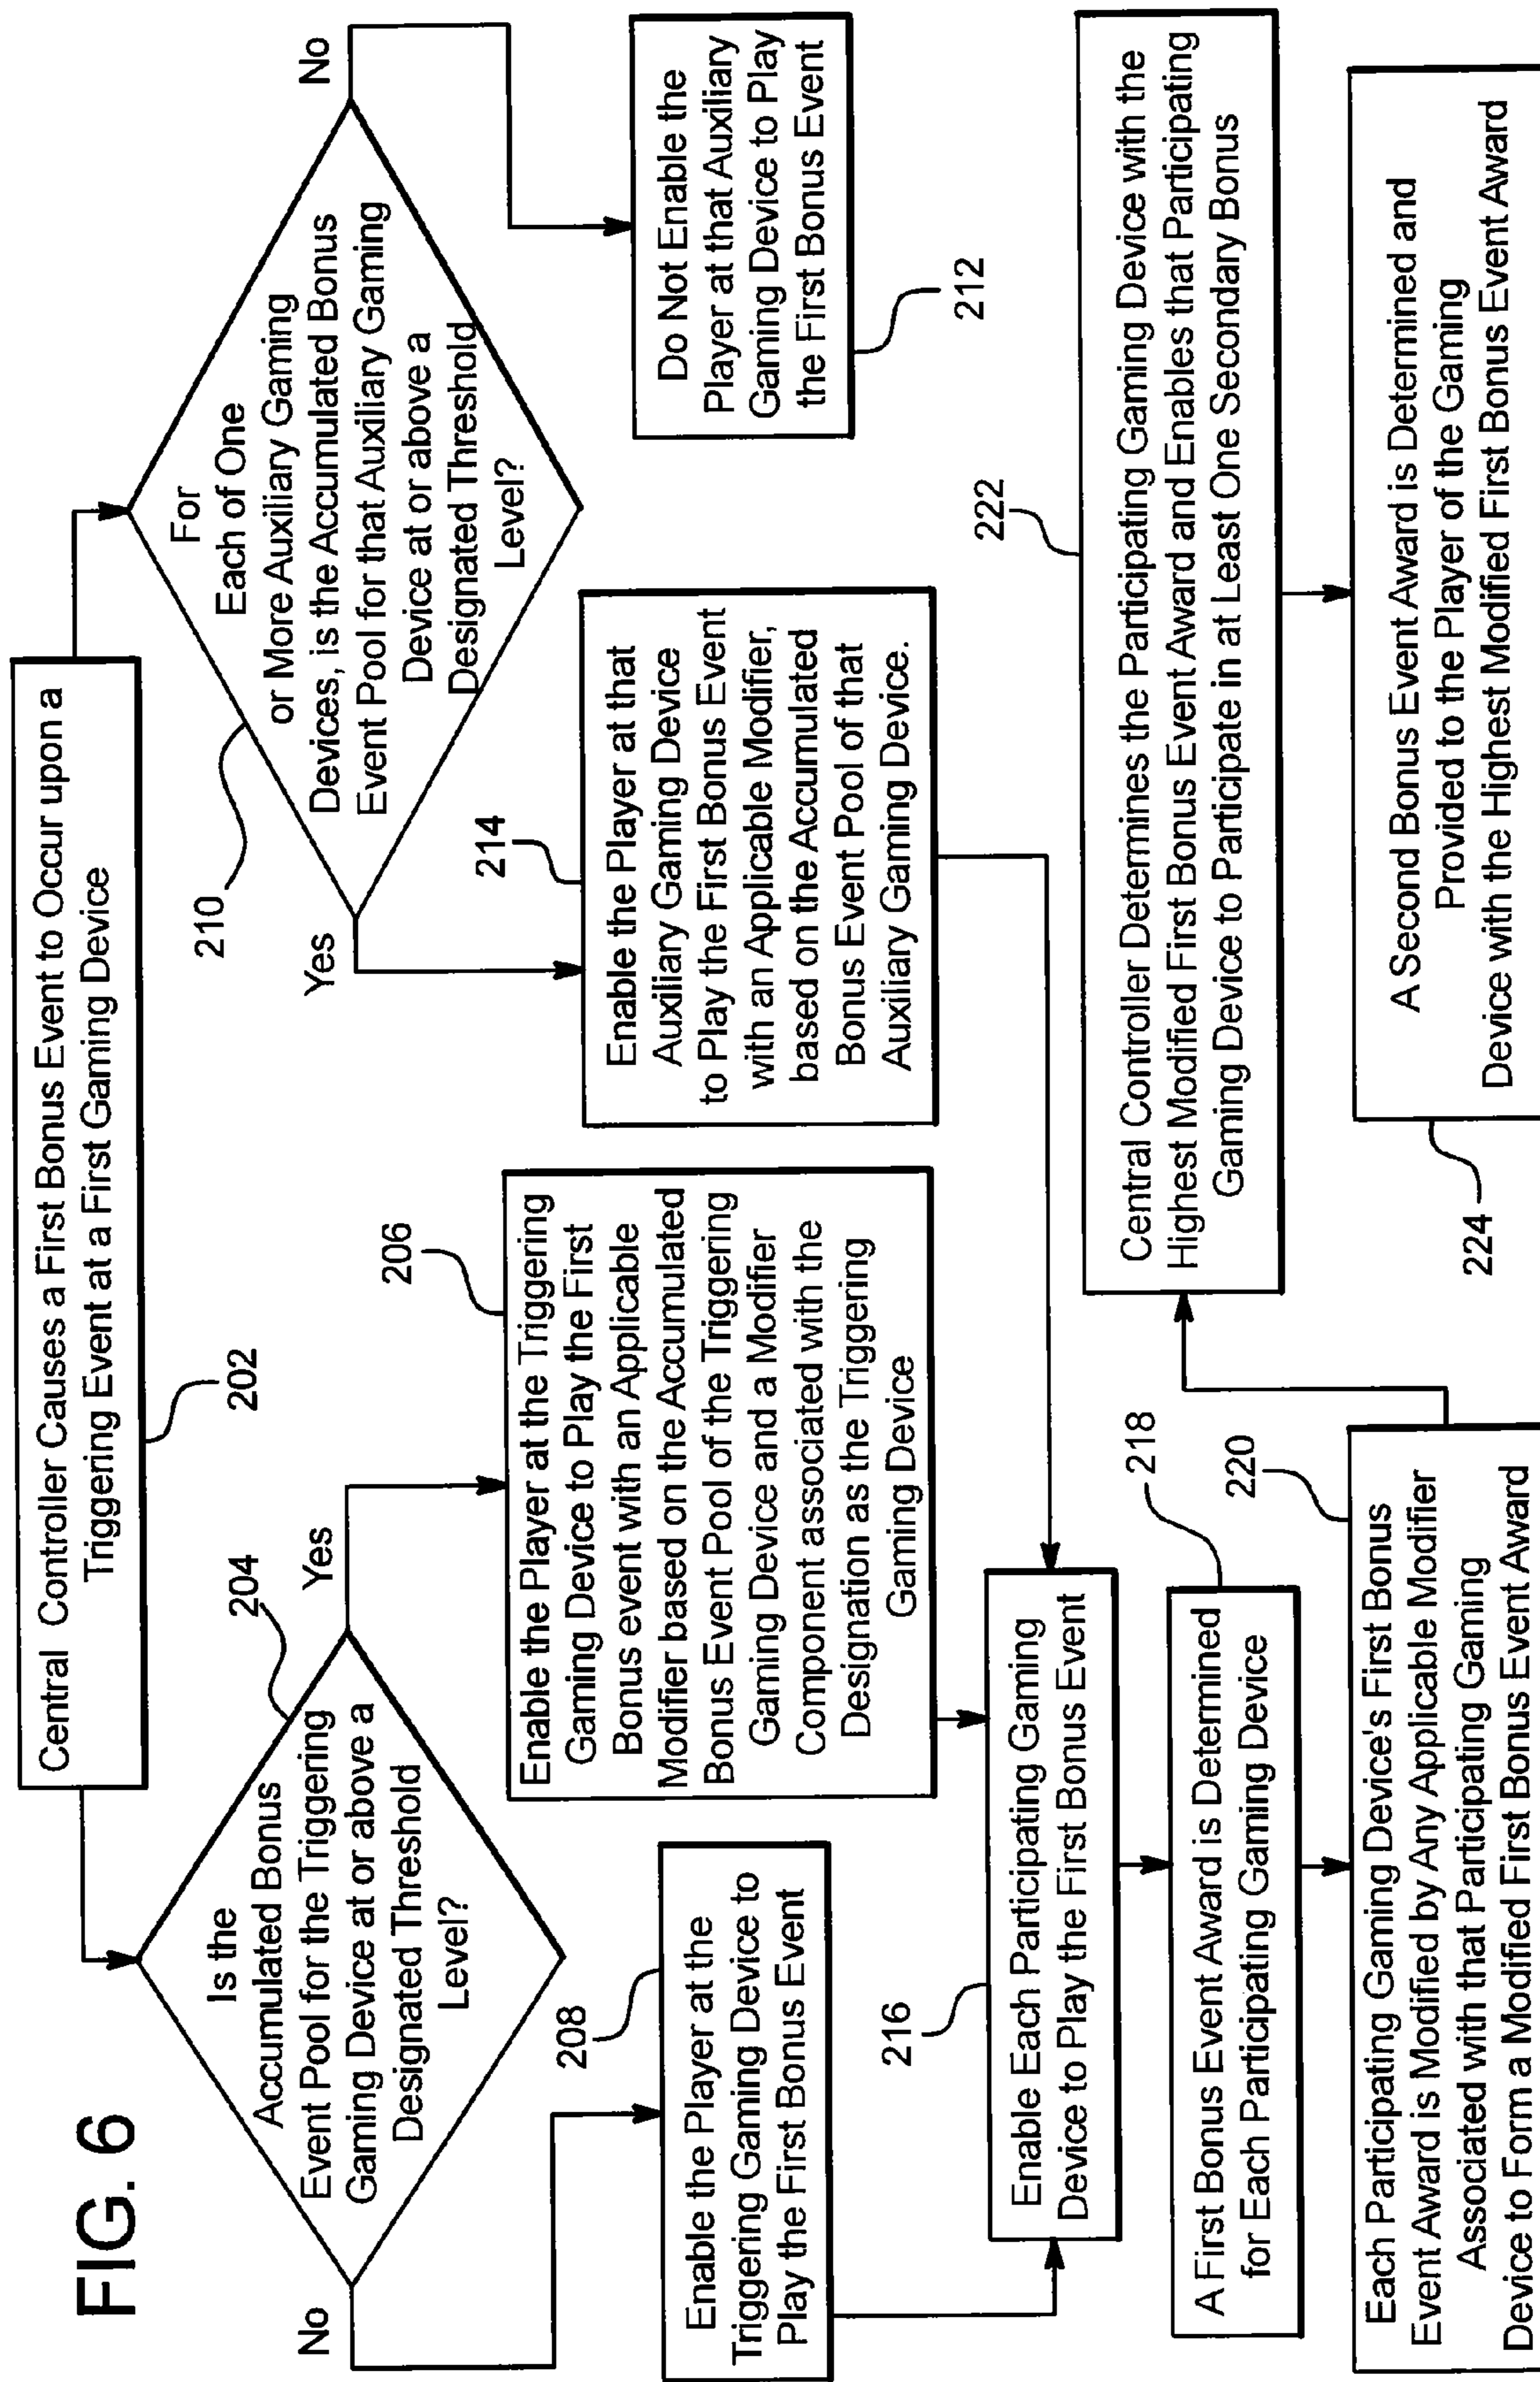 FIG. 6
Central Controller Causes a First Bonus Event to Occur upon a
Triggering Event at a First Gaming Device
202
204
Is the
Accumulated Bonus
Event Pool for the Triggering
Gaming Device at or above a
Designated Threshold
Level?
No
Yes
206
Enable the Player at the Triggering
Gaming Device to Play the First
Bonus event with an Applicable
Modifier based on the Accumulated
Bonus Event Pool of the Triggering
Gaming Device and a Modifier
Component associated with the
Designation as the Triggering
Gaming Device
208
Enable the Player at the
Triggering Gaming Device to
Play the First Bonus Event
210
For
Each of One
or More Auxiliary Gaming
Devices, is the Accumulated Bonus
Event Pool for that Auxiliary Gaming
Device at or above a
Designated Threshold
Level?
Yes
No
212
Do Not Enable the
Player at that Auxiliary
Gaming Device to Play
the First Bonus Event
214
Enable the Player at that
Auxiliary Gaming Device
to Play the First Bonus Event
with an Applicable Modifier,
based on the Accumulated
Bonus Event Pool of that
Auxiliary Gaming Device.
216
Enable Each Participating Gaming
Device to Play the First Bonus Event
218
A First Bonus Event Award is Determined
for Each Participating Gaming Device
220
Each Participating Gaming Device's First Bonus
Event Award is Modified by Any Applicable Modifier
Associated with that Participating Gaming
Device to Form a Modified First Bonus Event Award
222
Central Controller Determines the Participating Gaming Device with the
Highest Modified First Bonus Event Award and Enables that Participating
Gaming Device to Participate in at Least One Secondary Bonus
224
A Second Bonus Event Award is Determined and
Provided to the Player of the Gaming
Device with the Highest Modified First Bonus Event Award